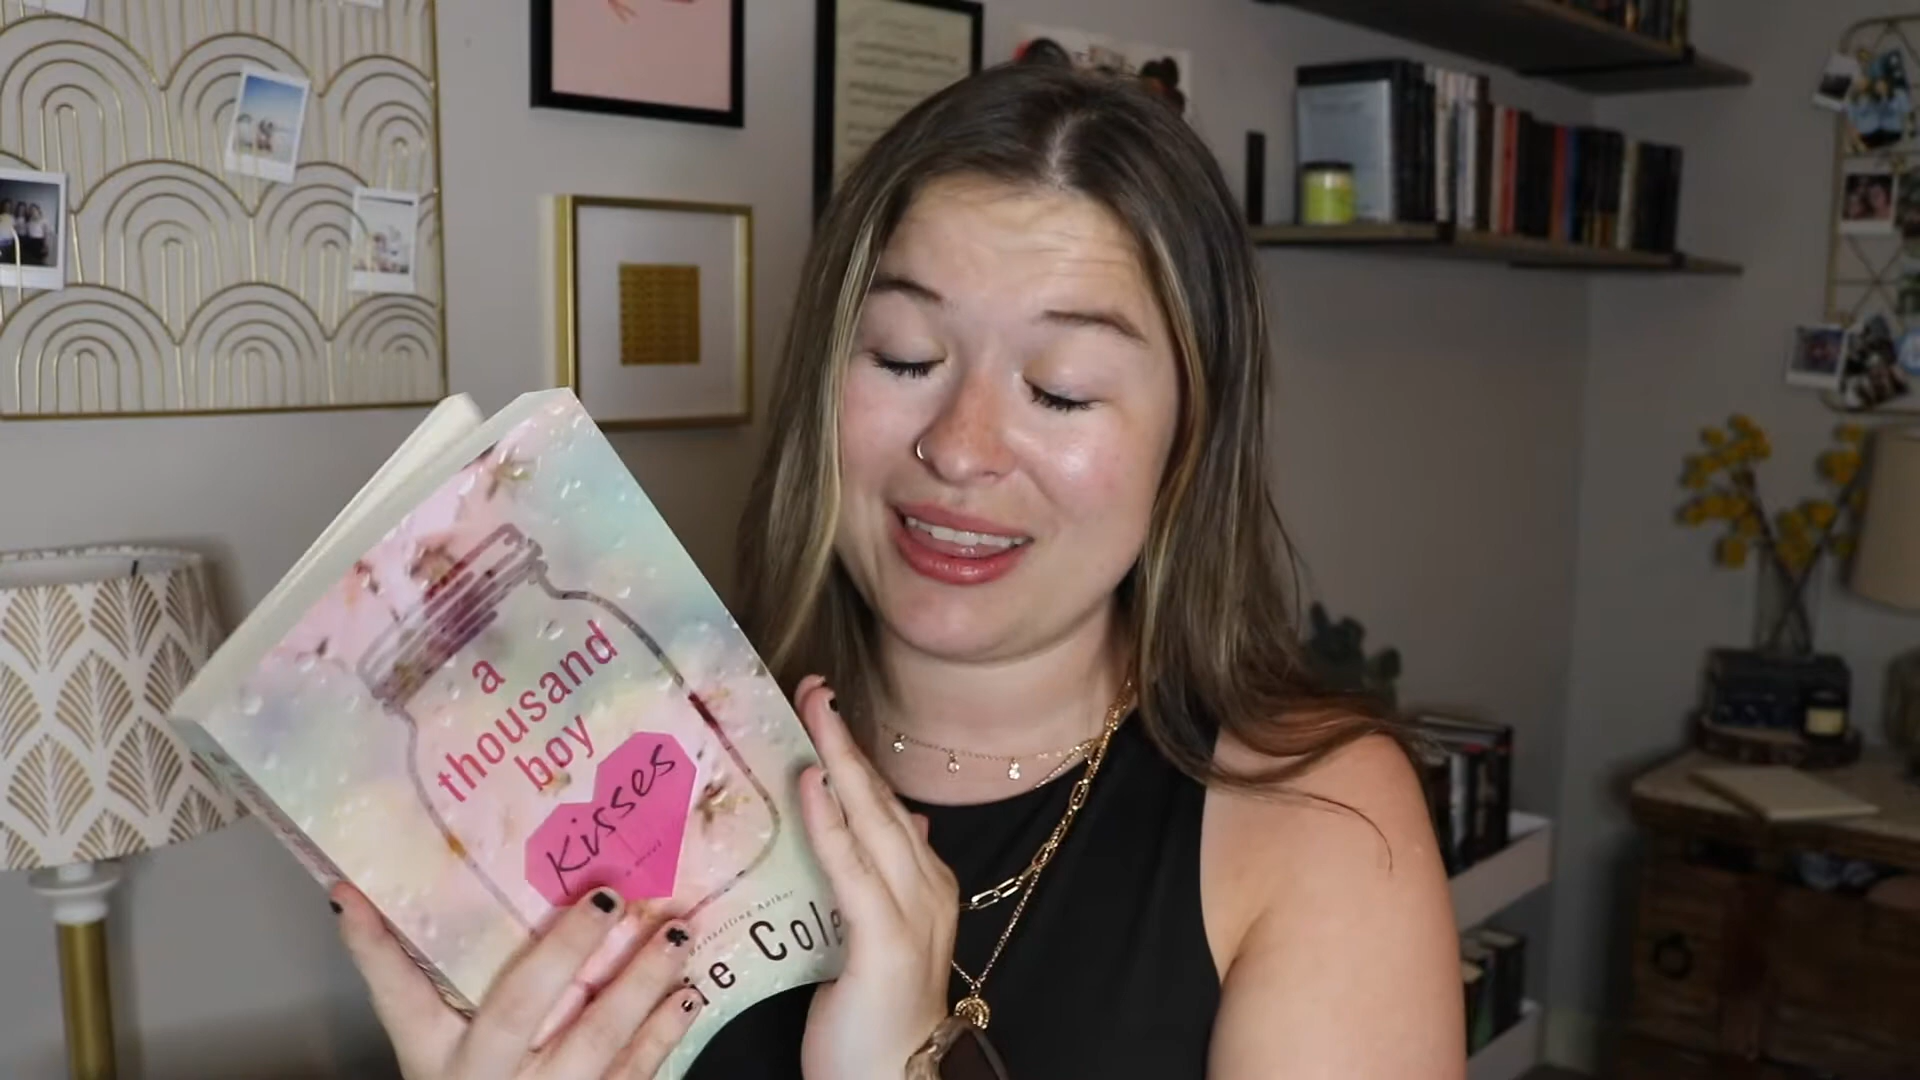 a
thousand
boy
Kisses
a novel
Bestselling Author
ie Cole